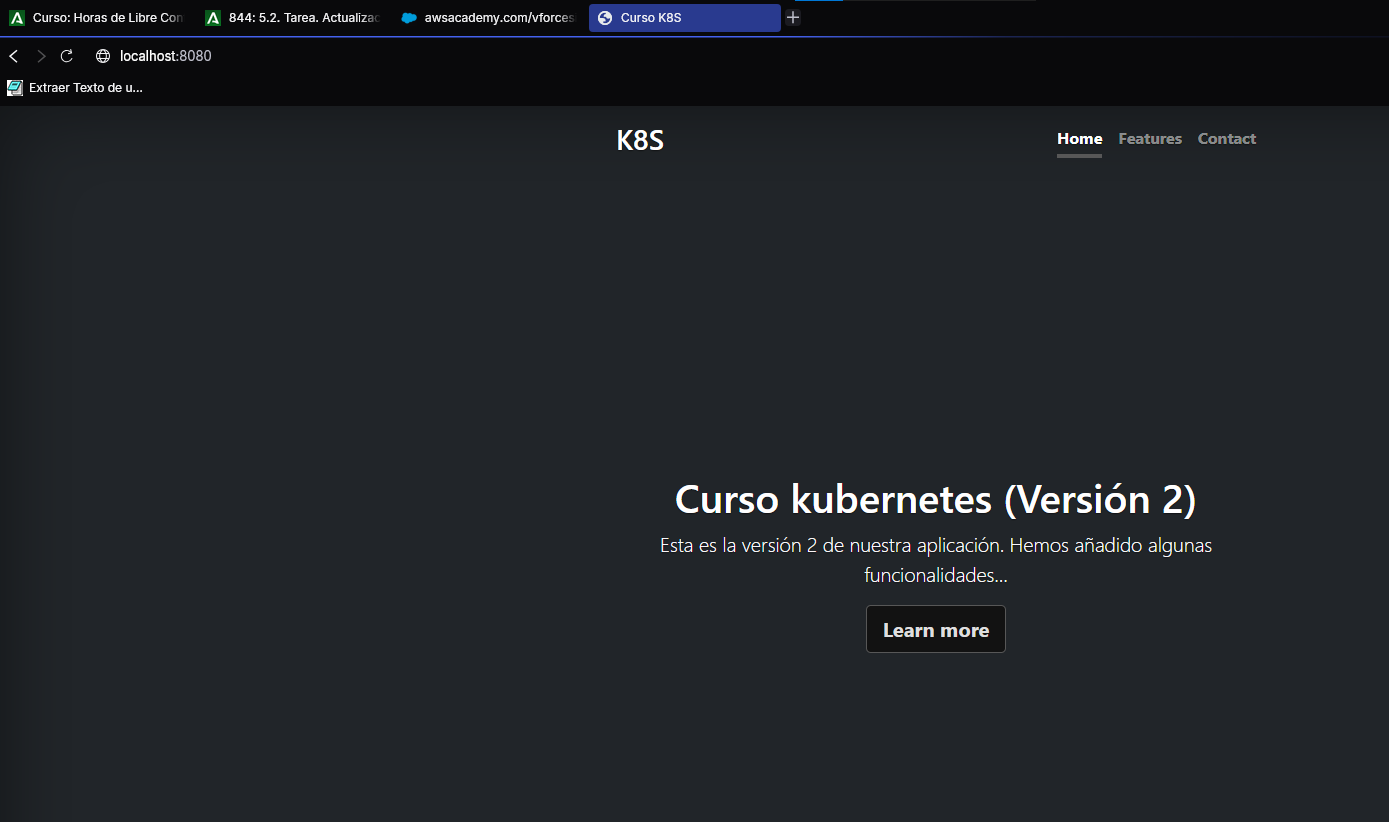 Curso: Horas de Libre Con
844: 5.2. Tarea. Actualizac
awsacademy.com/vforces
Curso K8S
localhost:8080
Extraer Texto de u...
K8S
Home Features Contact
Curso kubernetes (Versión 2)
Esta es la versión 2 de nuestra aplicación. Hemos añadido algunas
funcionalidades...
Learn more